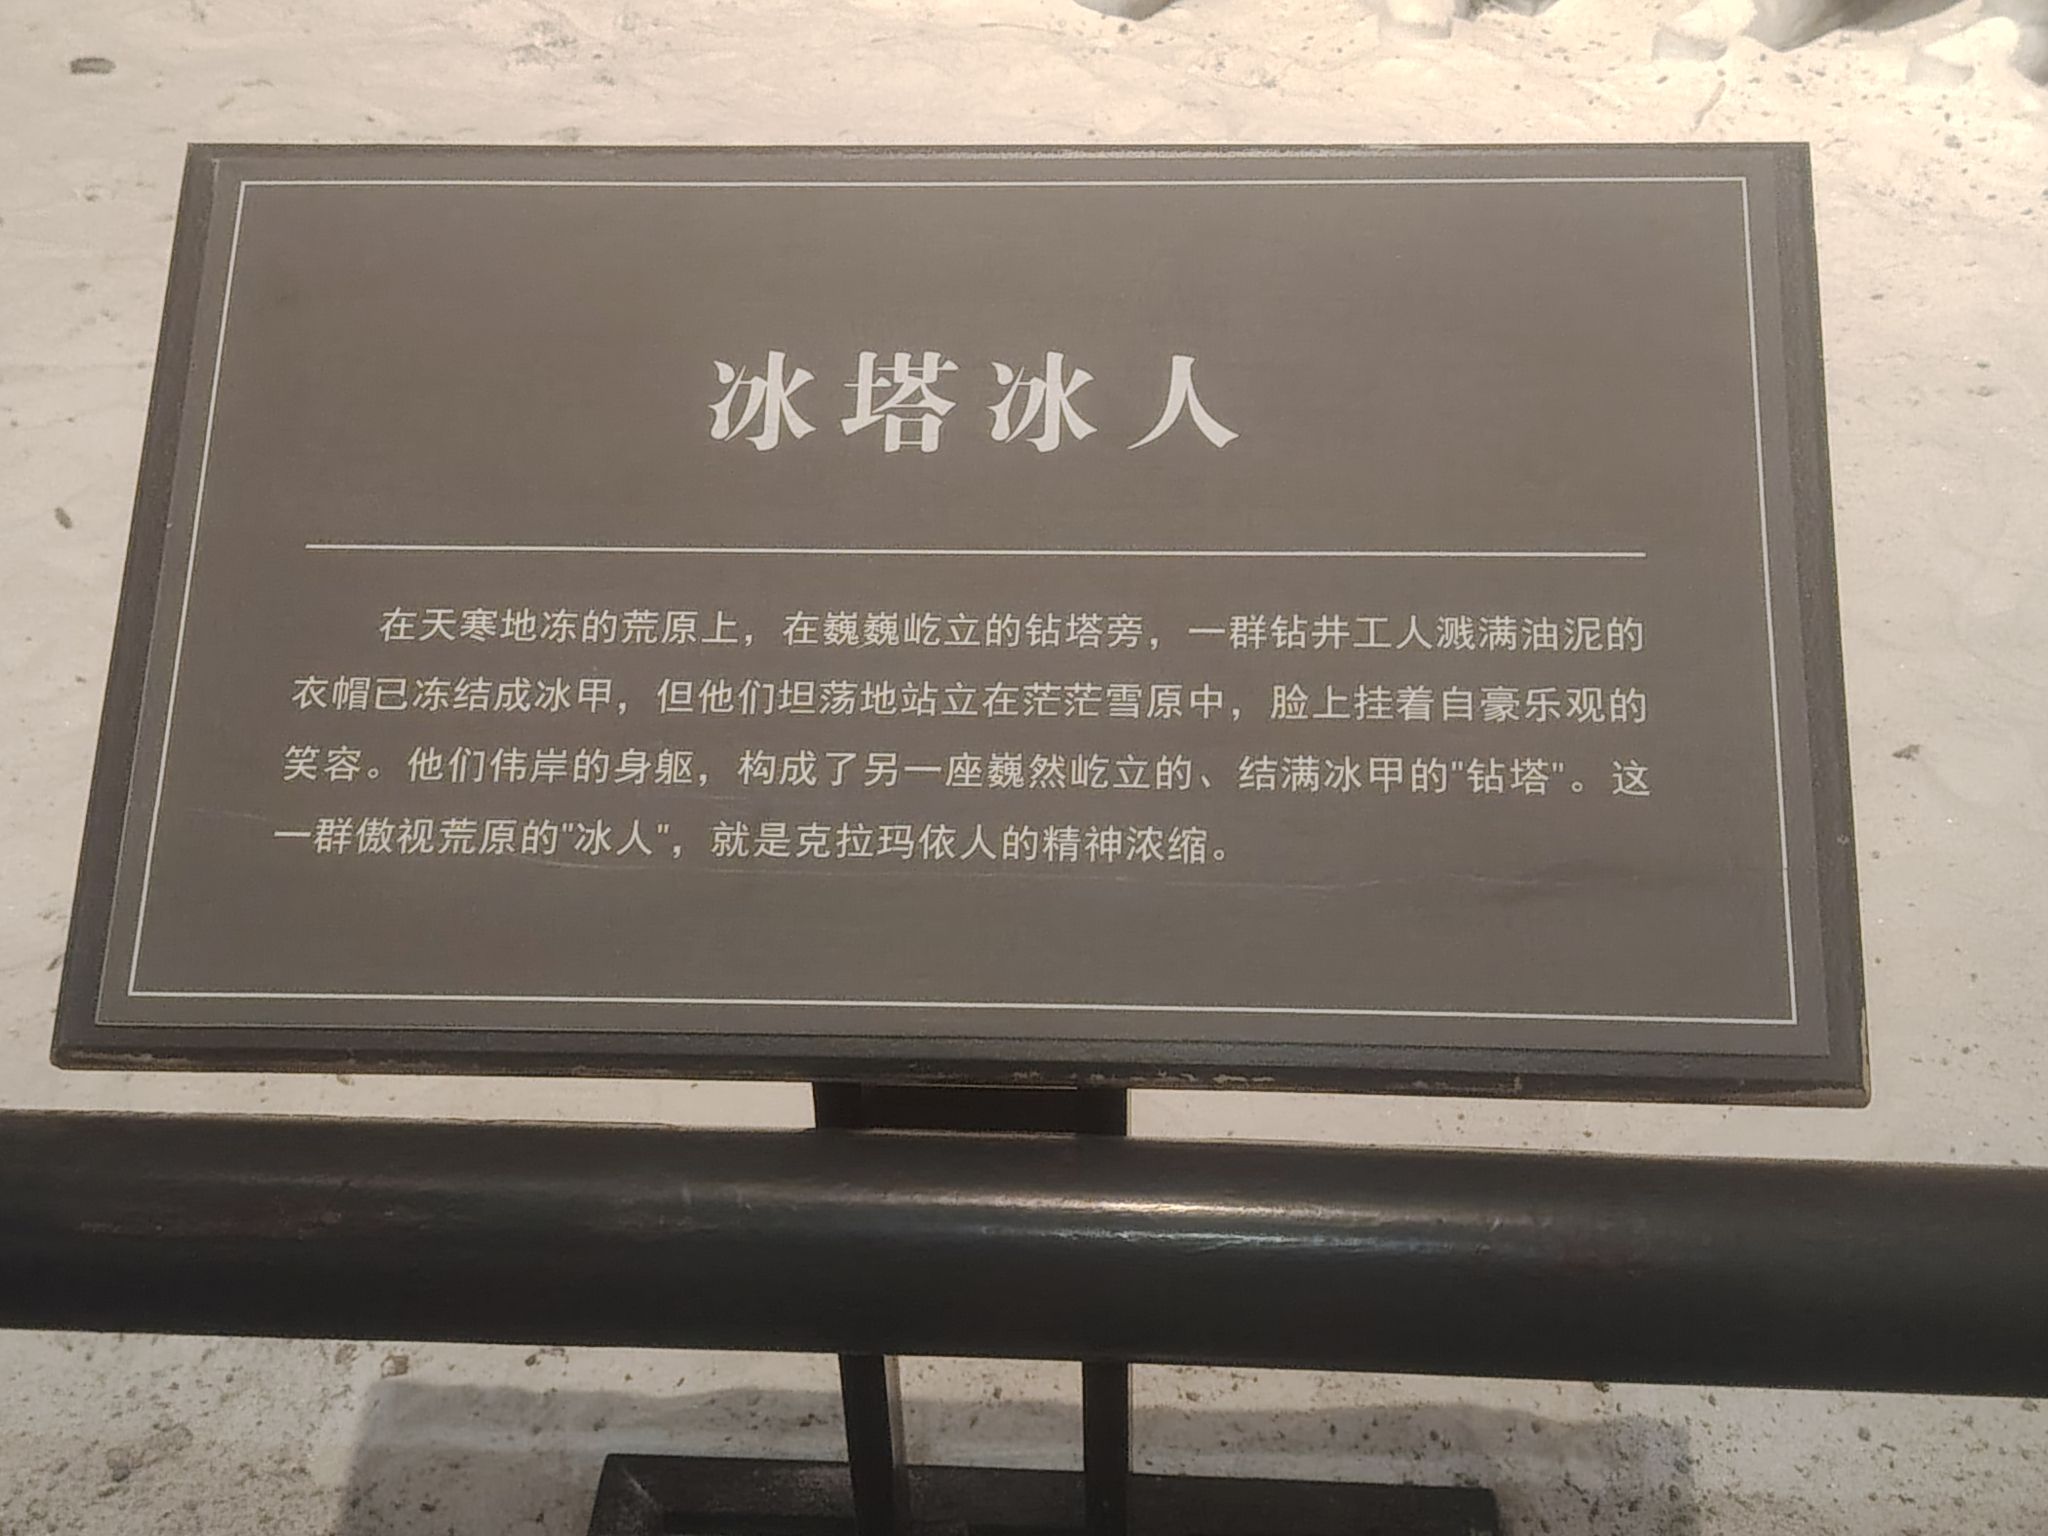 冰塔冰人
在天寒地冻的荒原上，在巍巍屹立的钻塔旁，一群钻井工人溅满油泥的
衣帽已冻结成冰甲，但他们坦荡地站立在茫茫雪原中，脸上挂着自豪乐观的
笑容。他们伟岸的身躯，构成了另一座巍然屹立的、结满冰甲的"钻塔"。这
一群傲视荒原的"冰人"，就是克拉玛依人的精神浓缩。